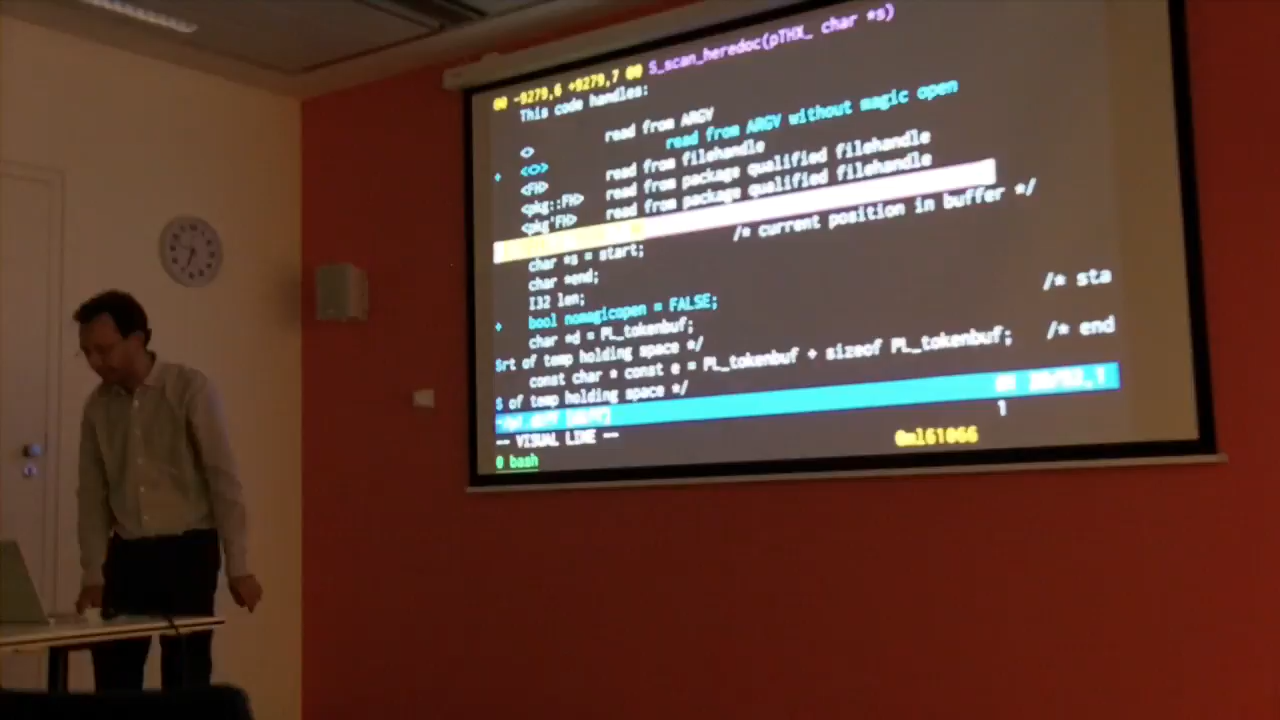 @@ -9279,6 +9279,7 @@ S_scan_heredoc(pTHX_ char *s)
This code handles:
<> read from ARGV
+ <<>> read from ARGV without magic open
<FH> read from filehandle
<pkg::FH> read from package qualified filehandle
<pkg'FH> read from package qualified filehandle
char *s = start; /* current position in buffer */
char *end;
I32 len;
+ bool nomagicopen = FALSE;
char *d = PL_tokenbuf; /* sta
$rt of temp holding space */
const char * const e = PL_tokenbuf + sizeof PL_tokenbuf; /* end
$ of temp holding space */
1
-- VISUAL LINE --
0 bash